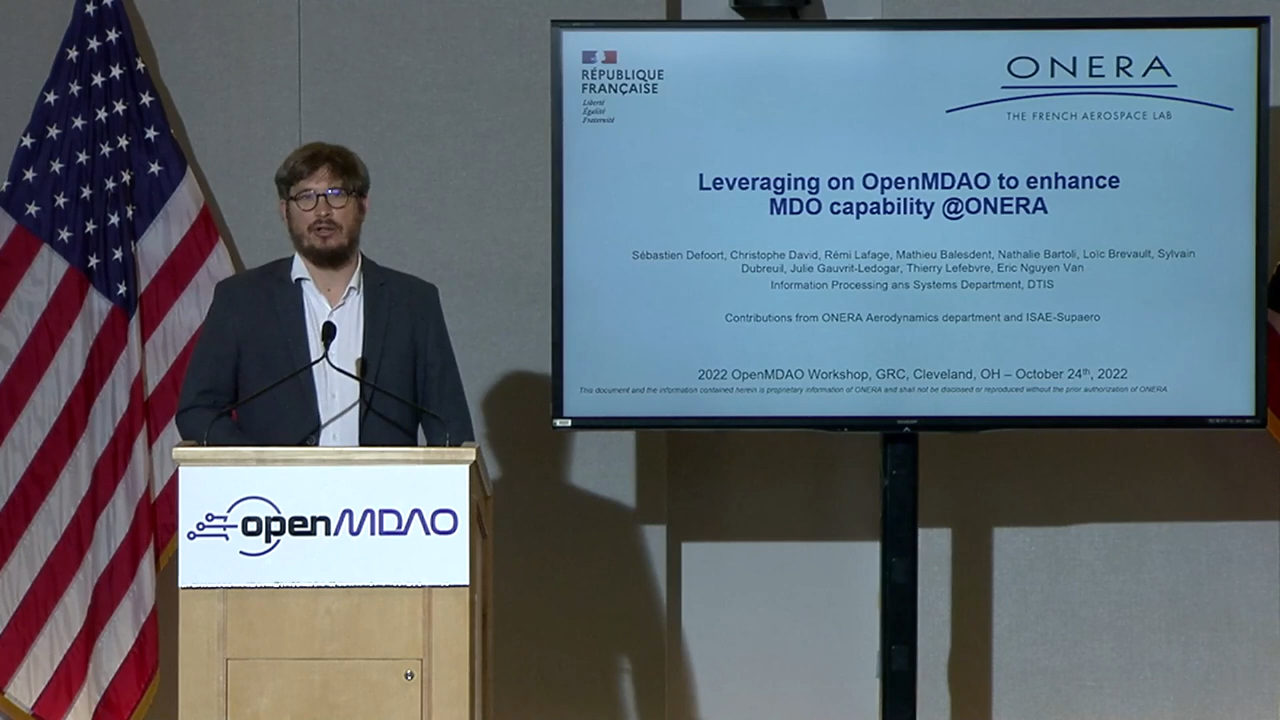 RÉPUBLIQUE
FRANÇAISE
Liberté
Égalité
Fraternité
ONERA
THE FRENCH AEROSPACE LAB
Leveraging on OpenMDAO to enhance
MDO capability @ONERA
Sébastien Defoort, Christophe David, Rémi Lafage, Mathieu Balesdent, Nathalie Bartoli, Loïc Brevault, Sylvain
Dubreuil, Julie Gauvrit-Ledogar, Thierry Lefebvre, Eric Nguyen Van
Information Processing ans Systems Department, DTIS
Contributions from ONERA Aerodynamics department and ISAE-Supaero
2022 OpenMDAO Workshop, GRC, Cleveland, OH – October 24th, 2022
This document and the information contained herein is proprietary information of ONERA and shall not be disclosed or reproduced without the prior authorization of ONERA.
openMDAO